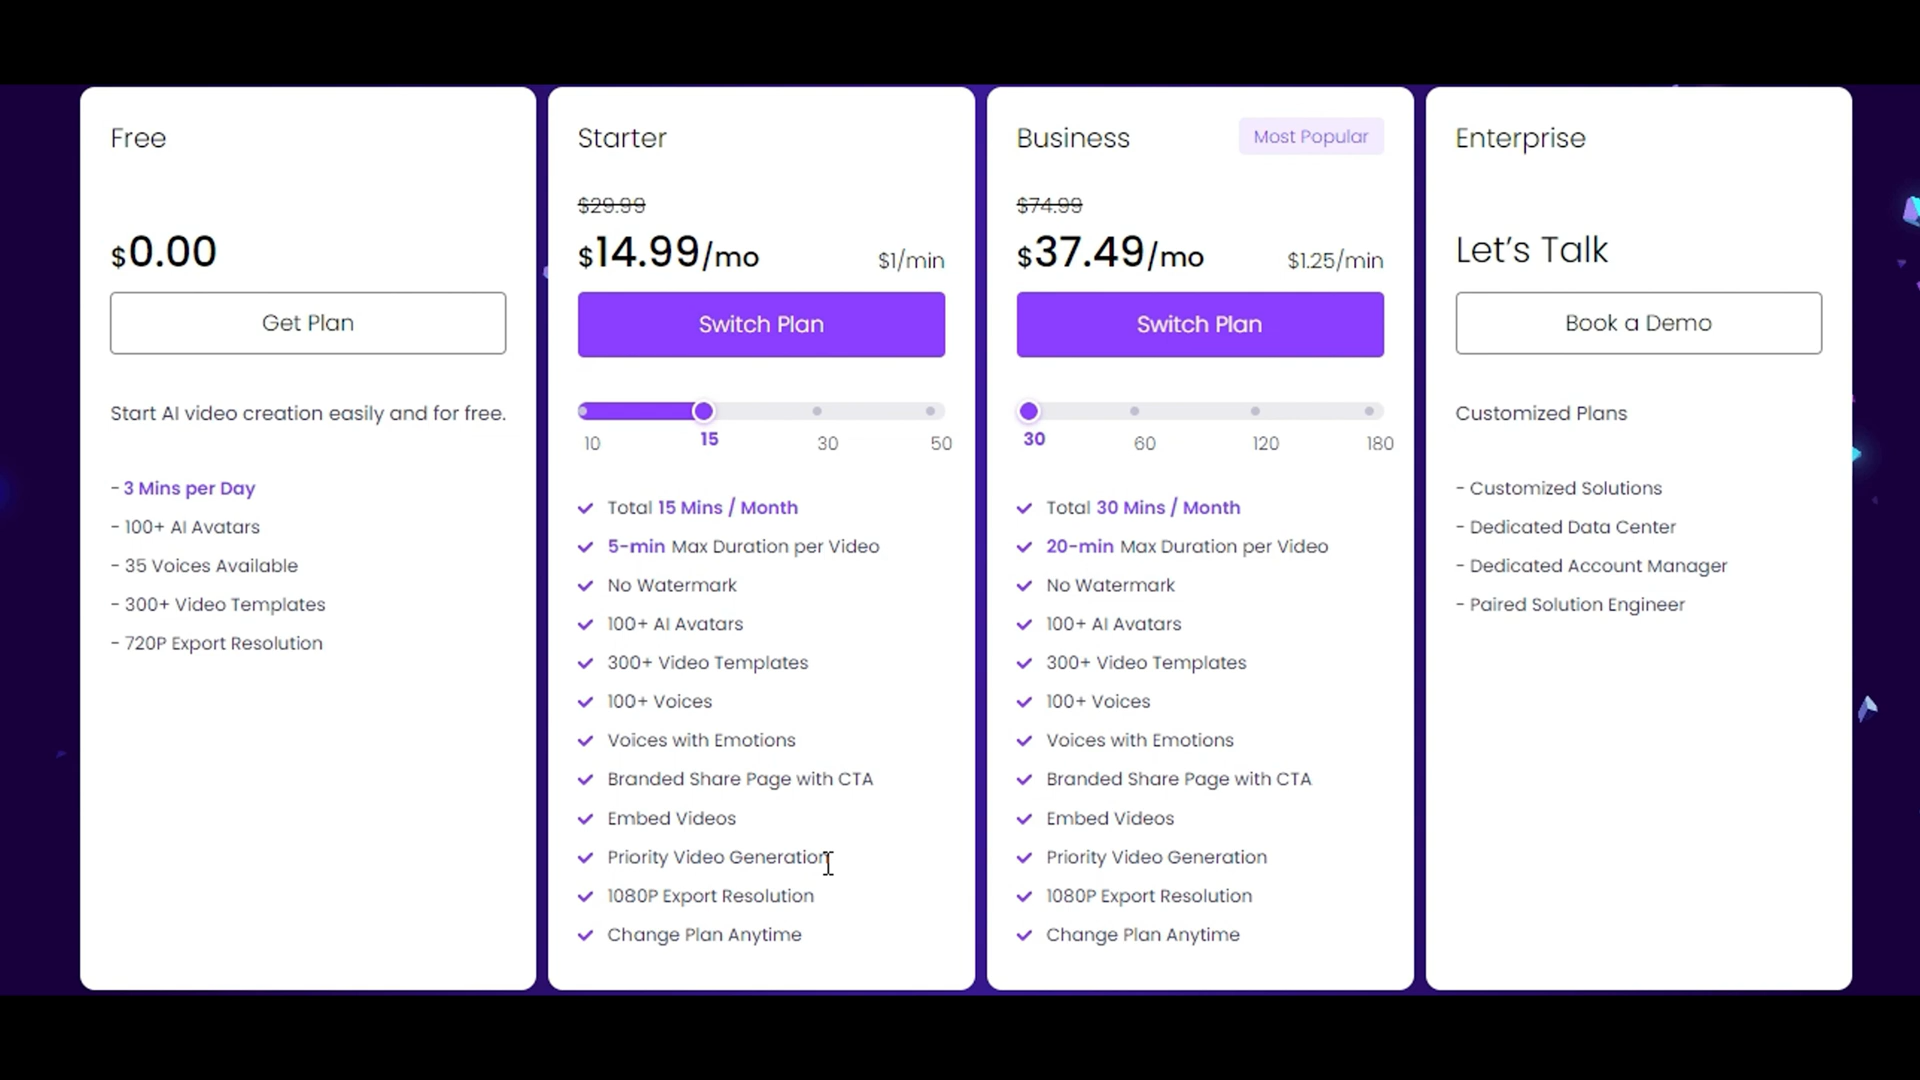 Free
$0.00
Get Plan
Start AI video creation easily and for free.
- 3 Mins per Day
- 100+ AI Avatars
- 35 Voices Available
- 300+ Video Templates
- 720P Export Resolution
Starter
$29.99
$14.99/mo $1/min
Switch Plan
10 15 30 50
Total 15 Mins / Month
5-min Max Duration per Video
No Watermark
100+ AI Avatars
300+ Video Templates
100+ Voices
Voices with Emotions
Branded Share Page with CTA
Embed Videos
Priority Video Generation
1080P Export Resolution
Change Plan Anytime
Business Most Popular
$74.99
$37.49/mo $1.25/min
Switch Plan
30 60 120 180
Total 30 Mins / Month
20-min Max Duration per Video
No Watermark
100+ AI Avatars
300+ Video Templates
100+ Voices
Voices with Emotions
Branded Share Page with CTA
Embed Videos
Priority Video Generation
1080P Export Resolution
Change Plan Anytime
Enterprise
Let's Talk
Book a Demo
Customized Plans
- Customized Solutions
- Dedicated Data Center
- Dedicated Account Manager
- Paired Solution Engineer